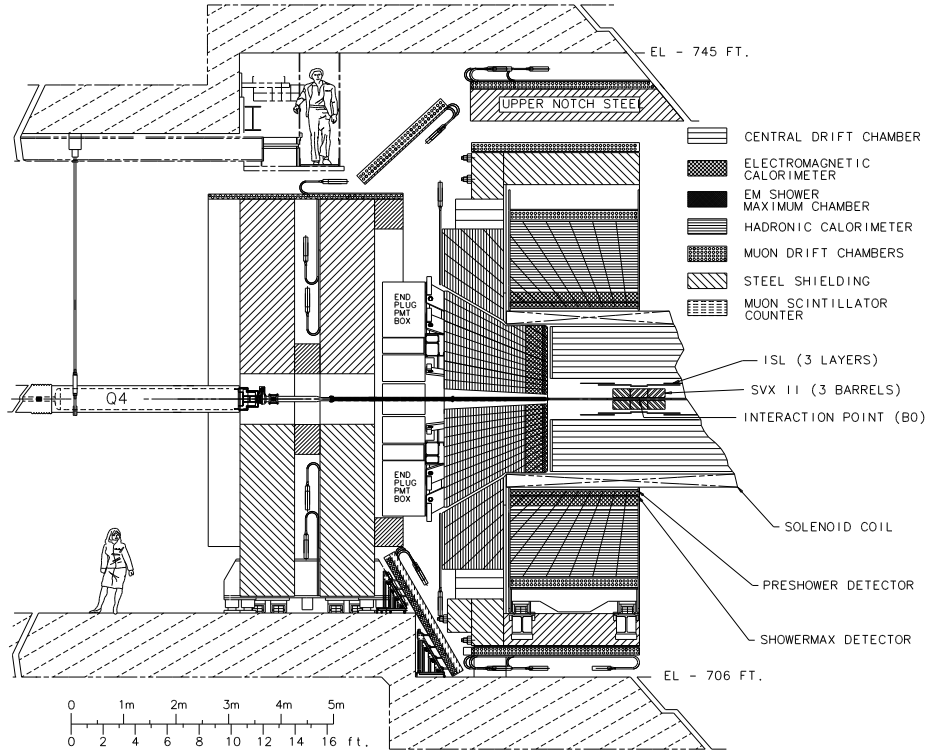 EL - 745 FT.
UPPER NOTCH STEEL
CENTRAL DRIFT CHAMBER
ELECTROMAGNETIC
CALORIMETER
EM SHOWER
MAXIMUM CHAMBER
HADRONIC CALORIMETER
MUON DRIFT CHAMBERS
STEEL SHIELDING
MUON SCINTILLATOR
COUNTER
END
PLUG
PMT
BOX
ISL (3 LAYERS)
Q4
SVX II (3 BARRELS)
INTERACTION POINT (B0)
END
PLUG
PMT
BOX
SOLENOID COIL
PRESHOWER DETECTOR
SHOWERMAX DETECTOR
EL - 706 FT.
0 1m 2m 3m 4m 5m
0 2 4 6 8 10 12 14 16 ft.